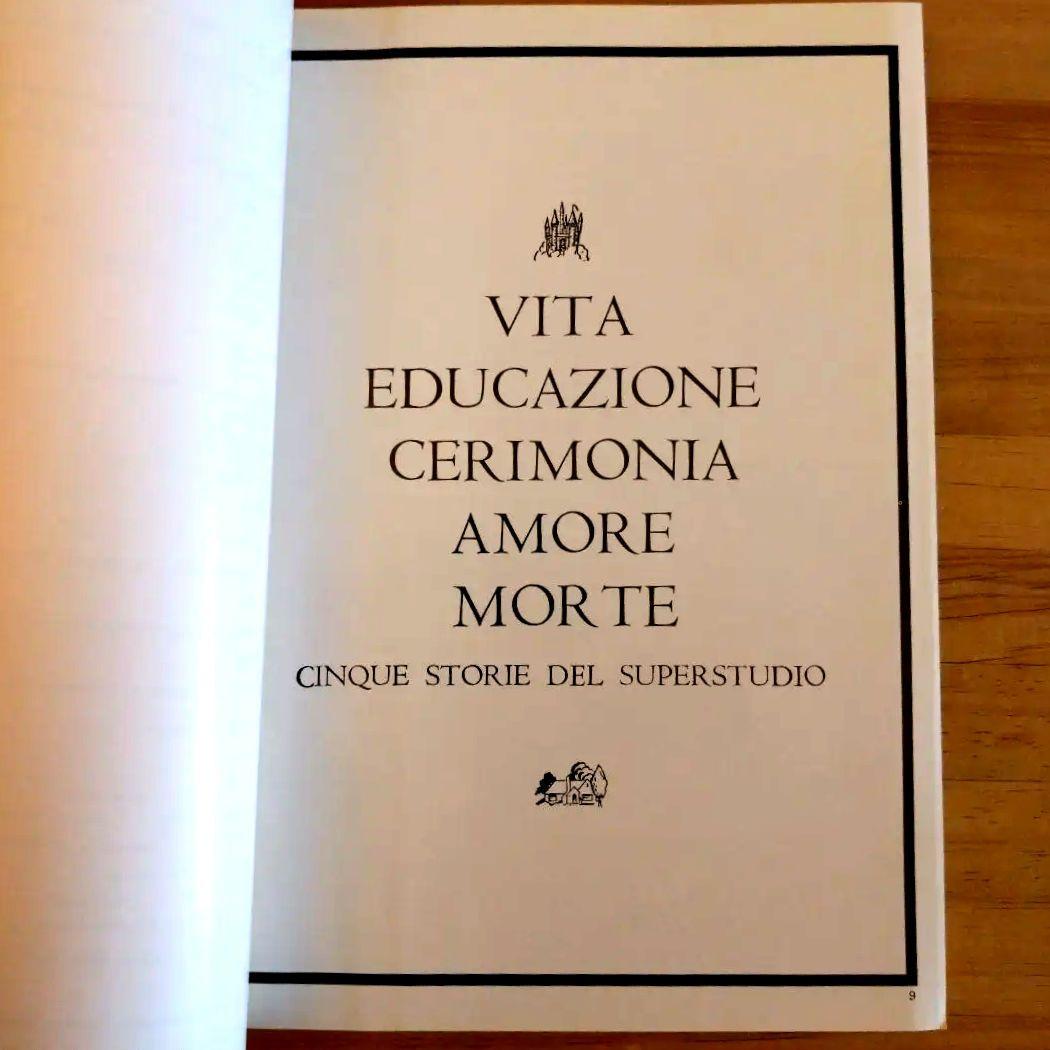 VITA
EDUCAZIONE
CERIMONIA
AMORE
MORTE
CINQUE STORIE DEL SUPERSTUDIO
9